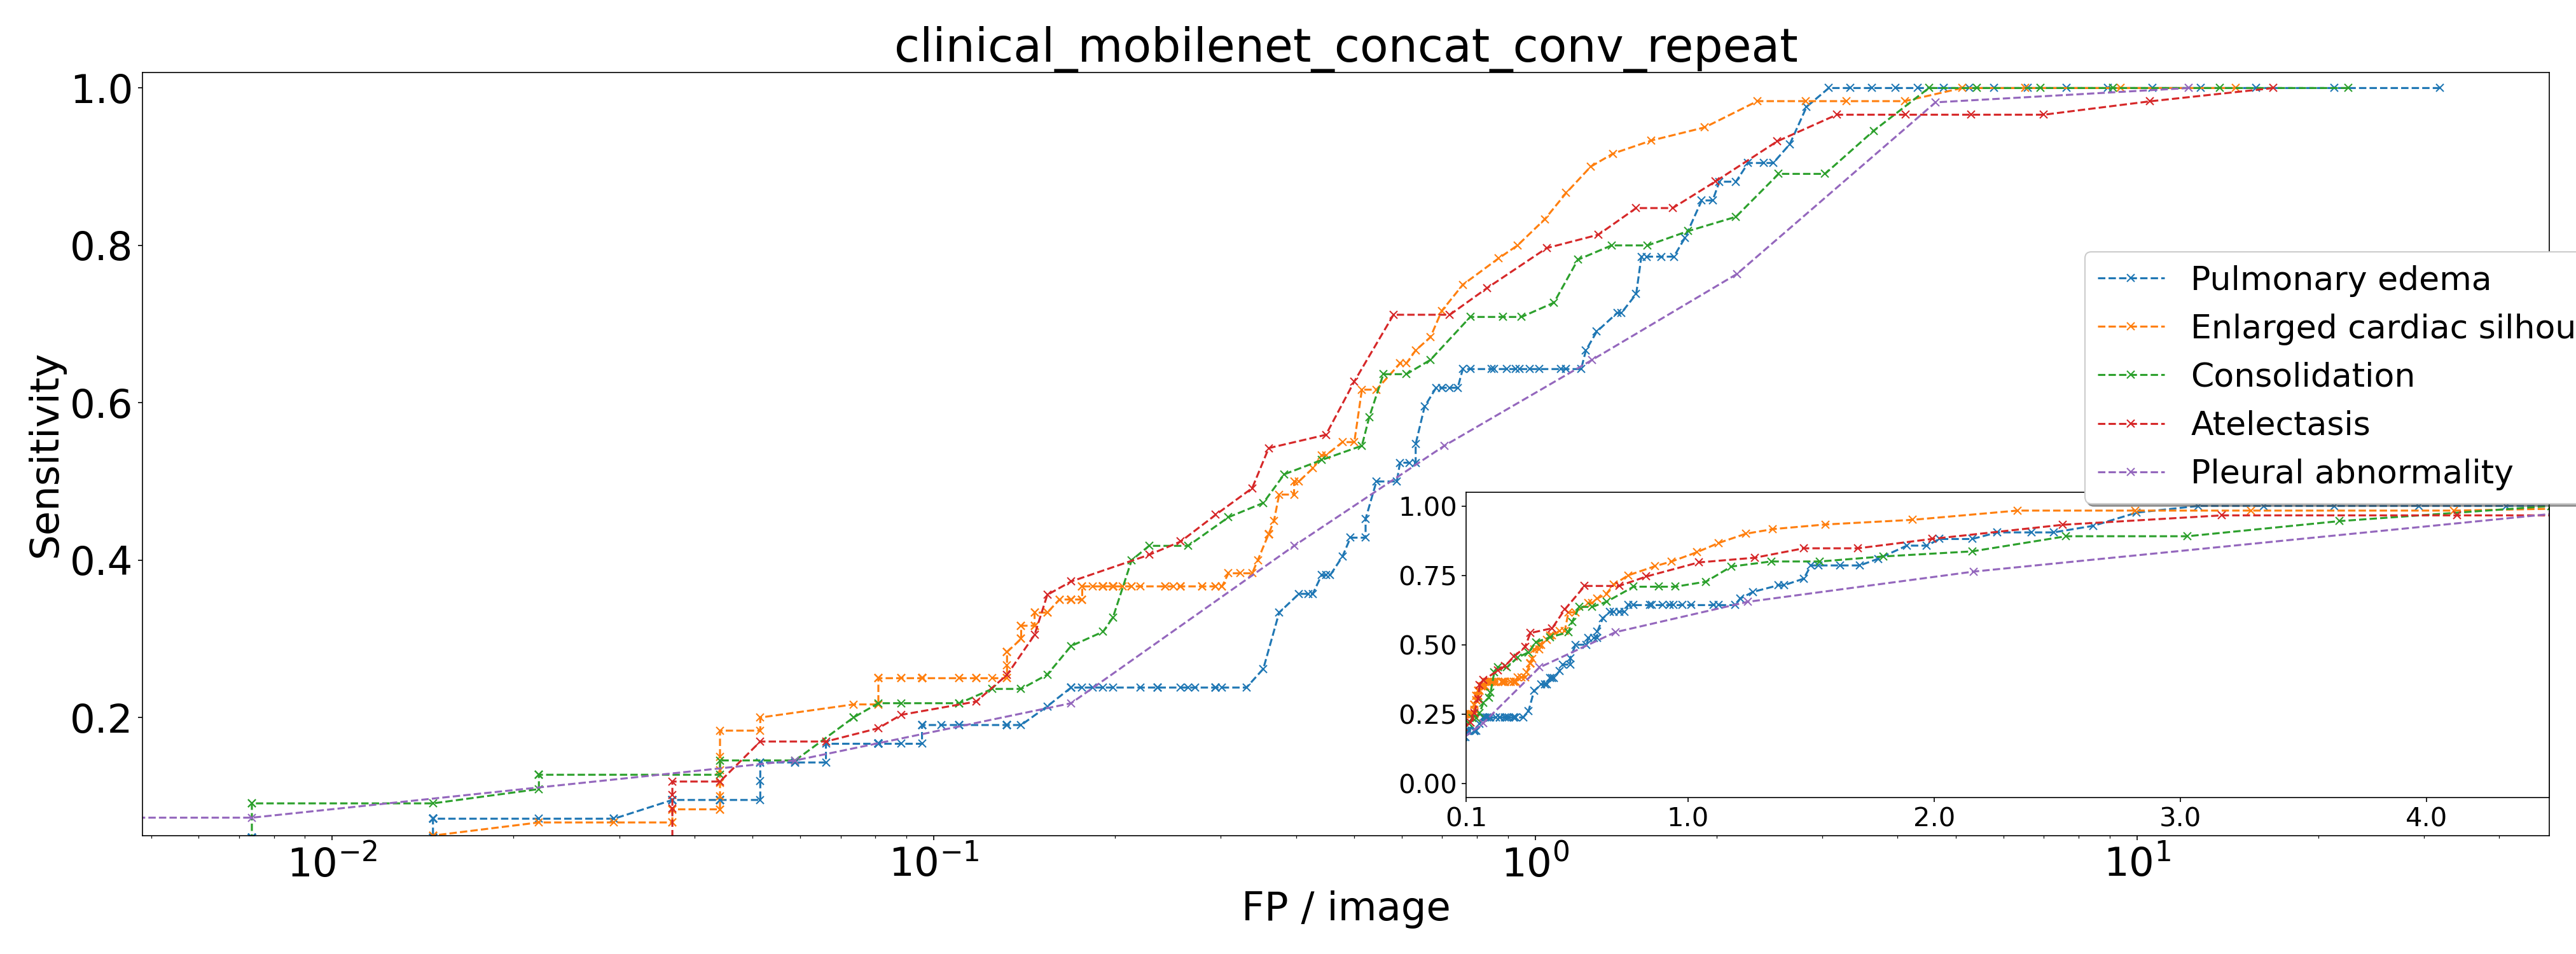 clinical_mobilenet_concat_conv_repeat
1.0
0.8
0.6
0.4
0.2
Sensitivity
Pulmonary edema
Enlarged cardiac silhou
Consolidation
Atelectasis
Pleural abnormality
1.00
0.75
0.50
0.25
0.00
0.1 1.0 2.0 3.0 4.0
10⁻² 10⁻¹ 10⁰ 10¹
FP / image